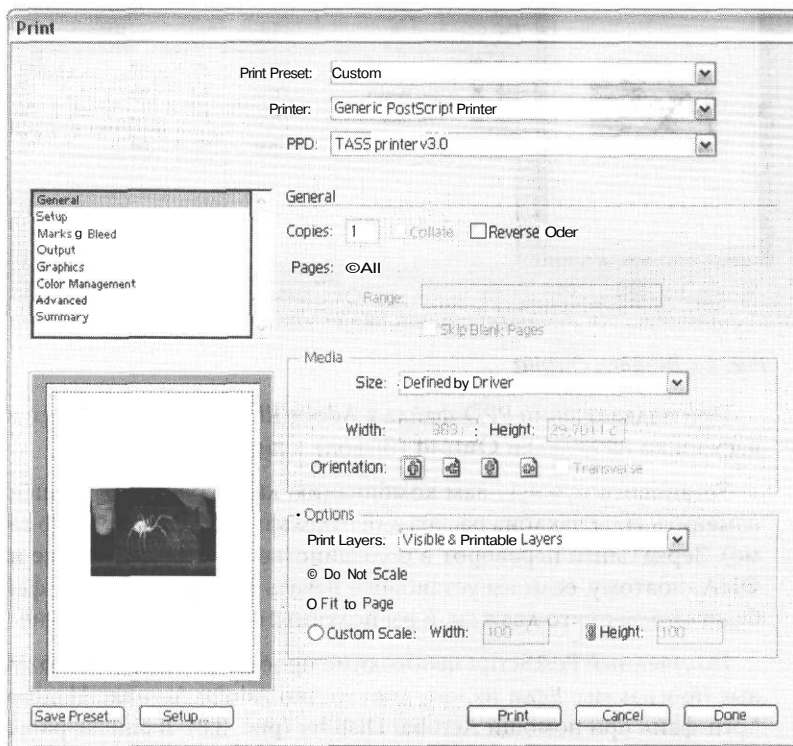 Print
Print Preset: Custom
Printer: Generic PostScript Printer
PPD: TASS printer v3.0
General
Setup
Marks g Bleed
Output
Graphics
Color Management
Advanced
Summary
General
Copies: 1 Collate Reverse Oder
Pages: ©All
Range:
Skip Blank Pages
Media
Size: Defined by Driver
Width: Height:
Orientation: Transverse
Options
Print Layers: Visible & Printable Layers
© Do Not Scale
O Fit to Page
Custom Scale: Width: 100 Height: 100
Save Preset... Setup... Print Cancel Done